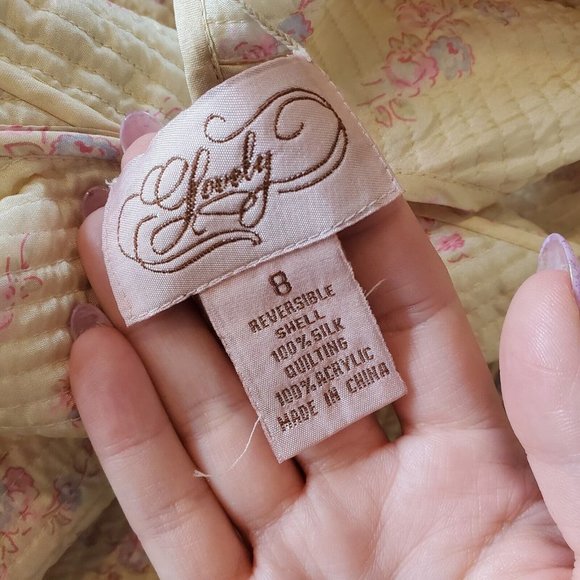 Lovely
8
REVERSIBLE
SHELL
100% SILK
QUILTING
100% ACRYLIC
MADE IN CHINA